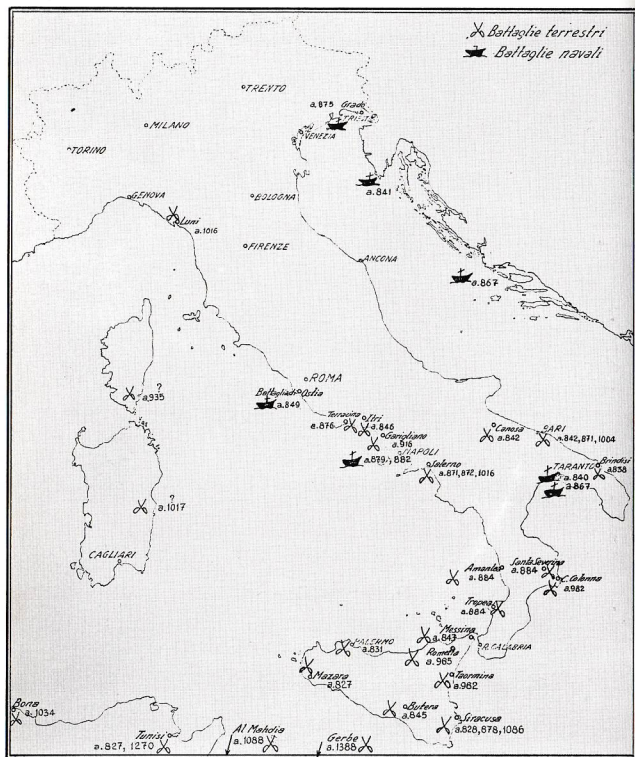 Battaglie terrestri
Battaglie navali
TRENTO
a.875
Grado
TRIESTE
VENEZIA
MILANO
TORINO
a.841
GENOVA
BOLOGNA
Luni
a.1016
FIRENZE
ANCONA
a.867
ROMA
?
a.935
Battaglia di Ostia
a.849
Terracina
a.876
Itri
a.846
Garigliano
a.916
NAPOLI
a.879, 882
Canosa
a.842
BARI
a.842,871,1004
Salerno
a.871,872,1016
TARANTO
a.840
a.867
Brindisi
a.838
?
a.1017
CAGLIARI
Amantea
a.884
Santa Severina
a.884
C. Colonna
a.982
Tropea
a.884
Messina
a.843
R. CALABRIA
PALERMO
a.831
Rometta
a.965
Mazara
a.827
Taormina
a.962
Butera
a.845
Siracusa
a.828,878,1086
Bona
a.1034
Tunisi
a.827, 1270
Al Mahdia
a.1088
Gerbe
a.1388